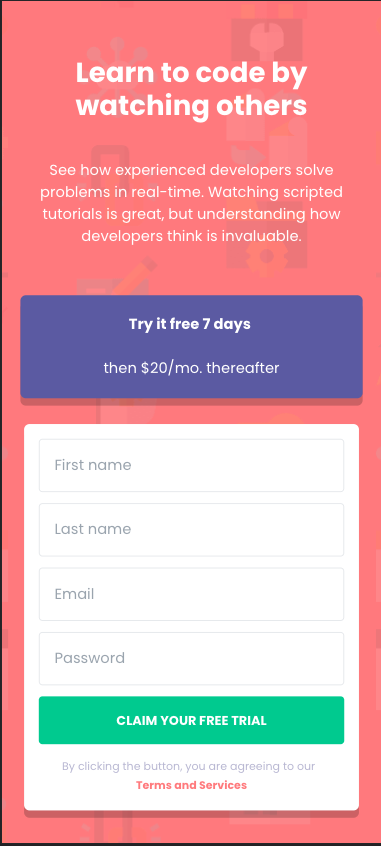 Learn to code by
watching others
See how experienced developers solve
problems in real-time. Watching scripted
tutorials is great, but understanding how
developers think is invaluable.
Try it free 7 days
then $20/mo. thereafter
First name
Last name
Email
Password
CLAIM YOUR FREE TRIAL
By clicking the button, you are agreeing to our
Terms and Services